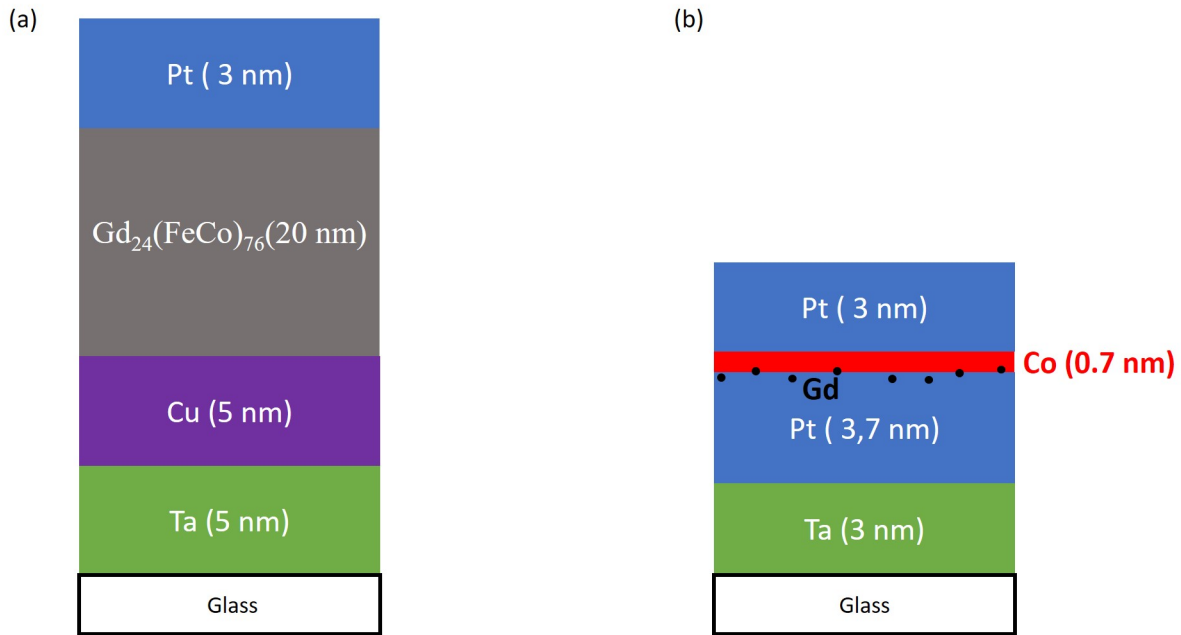 (a)
Pt ( 3 nm)
Gd₂₄(FeCo)₇₆(20 nm)
Cu (5 nm)
Ta (5 nm)
Glass
(b)
Pt ( 3 nm)
Co (0.7 nm)
Gd
Pt ( 3,7 nm)
Ta (3 nm)
Glass